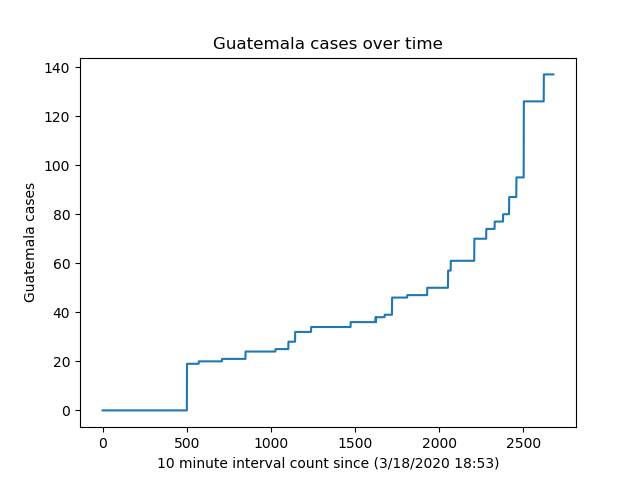 Guatemala cases over time
140
120
100
80
60
40
20
0
Guatemala cases
0 500 1000 1500 2000 2500
10 minute interval count since (3/18/2020 18:53)